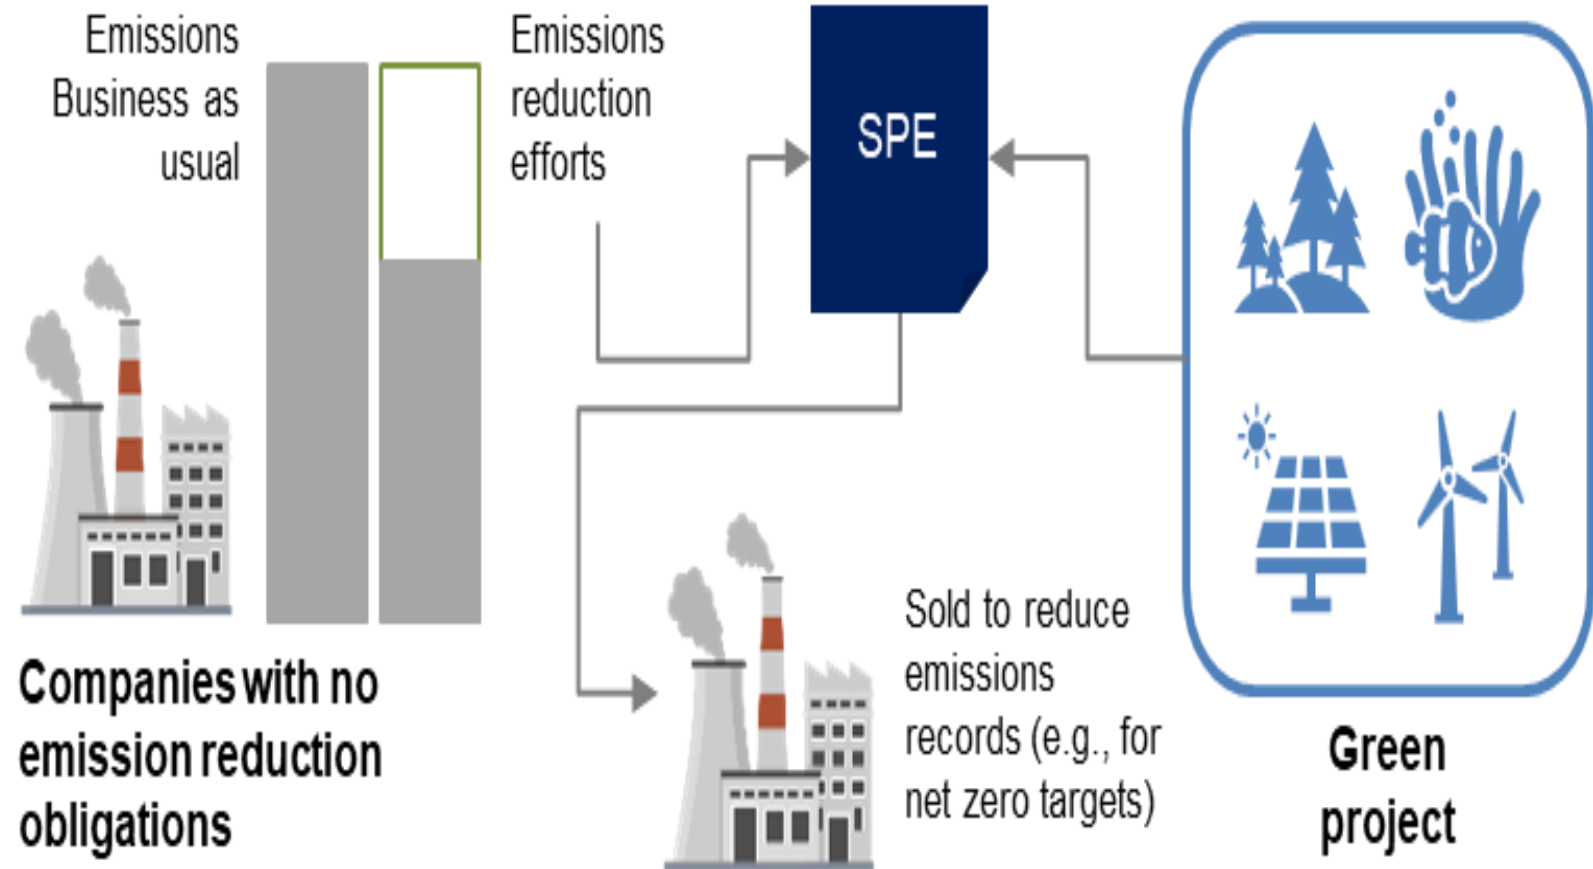 Emissions
Business as
usual
Emissions
reduction
efforts
SPE
Companies with no
emission reduction
obligations
Sold to reduce
emissions
records (e.g., for
net zero targets)
Green
project